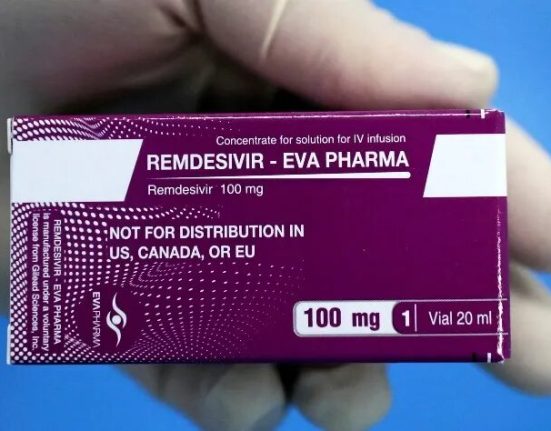 Concentrate for solution for IV infusion
REMDESIVIR - EVA PHARMA
Remdesivir 100 mg
NOT FOR DISTRIBUTION IN
US, CANADA, OR EU
100 mg 1 Vial 20 ml
REMDESIVIR - EVA PHARMA
is manufactured under a voluntary
license from Gilead Sciences, Inc.
EVA PHARMA